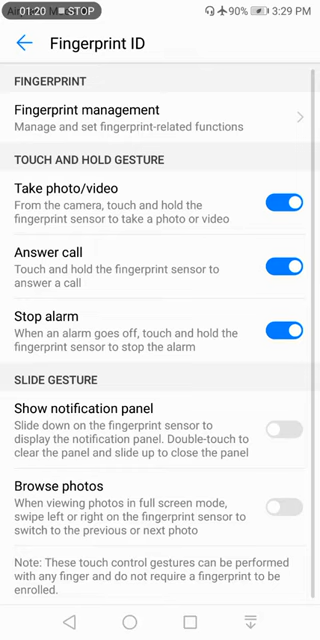 01:20 STOP 90% 3:29 PM
Fingerprint ID
FINGERPRINT
Fingerprint management
Manage and set fingerprint-related functions
TOUCH AND HOLD GESTURE
Take photo/video
From the camera, touch and hold the
fingerprint sensor to take a photo or video
Answer call
Touch and hold the fingerprint sensor to
answer a call
Stop alarm
When an alarm goes off, touch and hold the
fingerprint sensor to stop the alarm
SLIDE GESTURE
Show notification panel
Slide down on the fingerprint sensor to
display the notification panel. Double-touch to
clear the panel and slide up to close the panel
Browse photos
When viewing photos in full screen mode,
swipe left or right on the fingerprint sensor to
switch to the previous or next photo
Note: These touch control gestures can be performed
with any finger and do not require a fingerprint to be
enrolled.